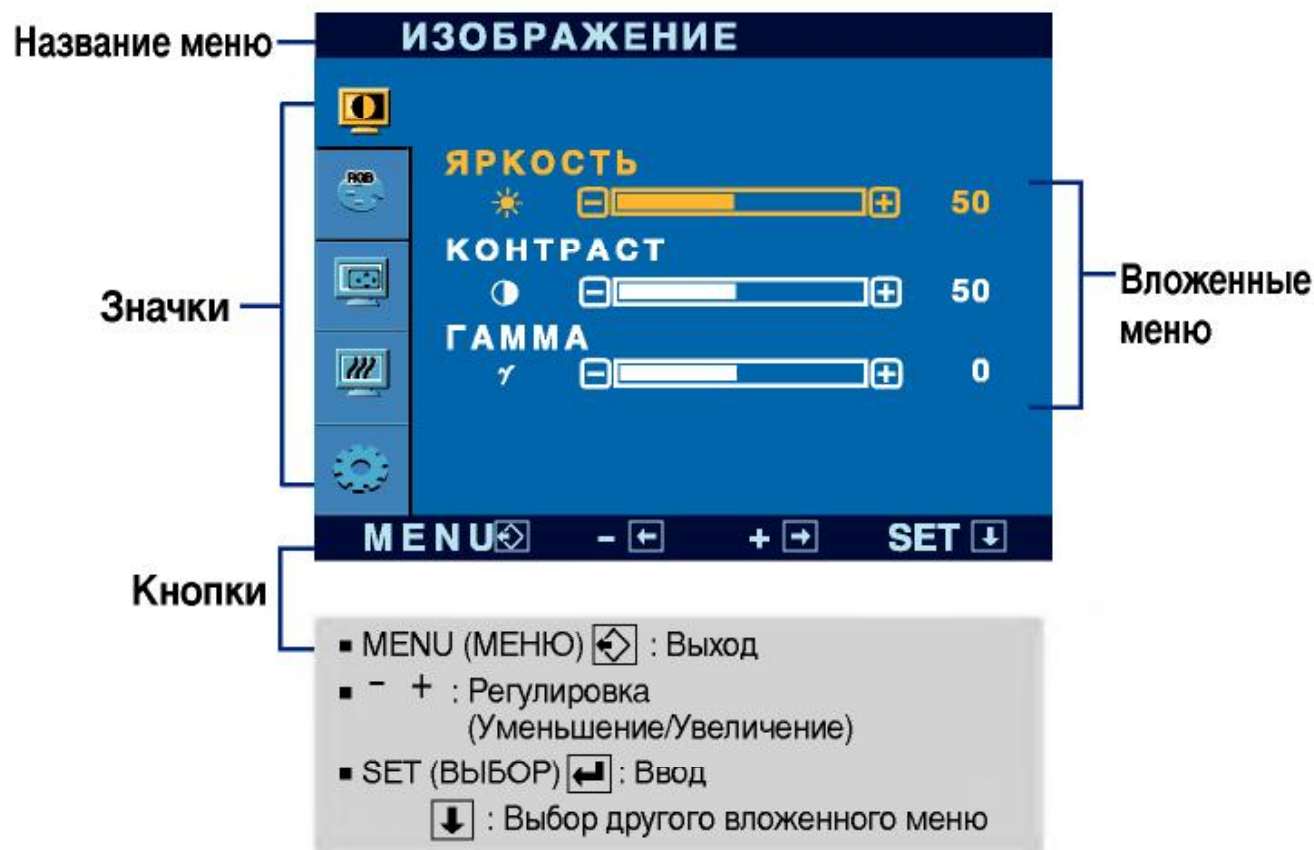 Название меню
ИЗОБРАЖЕНИЕ
RGB
ЯРКОСТЬ
50
КОНТРАСТ
50
ГАММА
γ
0
Значки
Вложенные
меню
MENU - + SET
Кнопки
▪ MENU (МЕНЮ) : Выход
▪ - + : Регулировка
(Уменьшение/Увеличение)
▪ SET (ВЫБОР) : Ввод
: Выбор другого вложенного меню